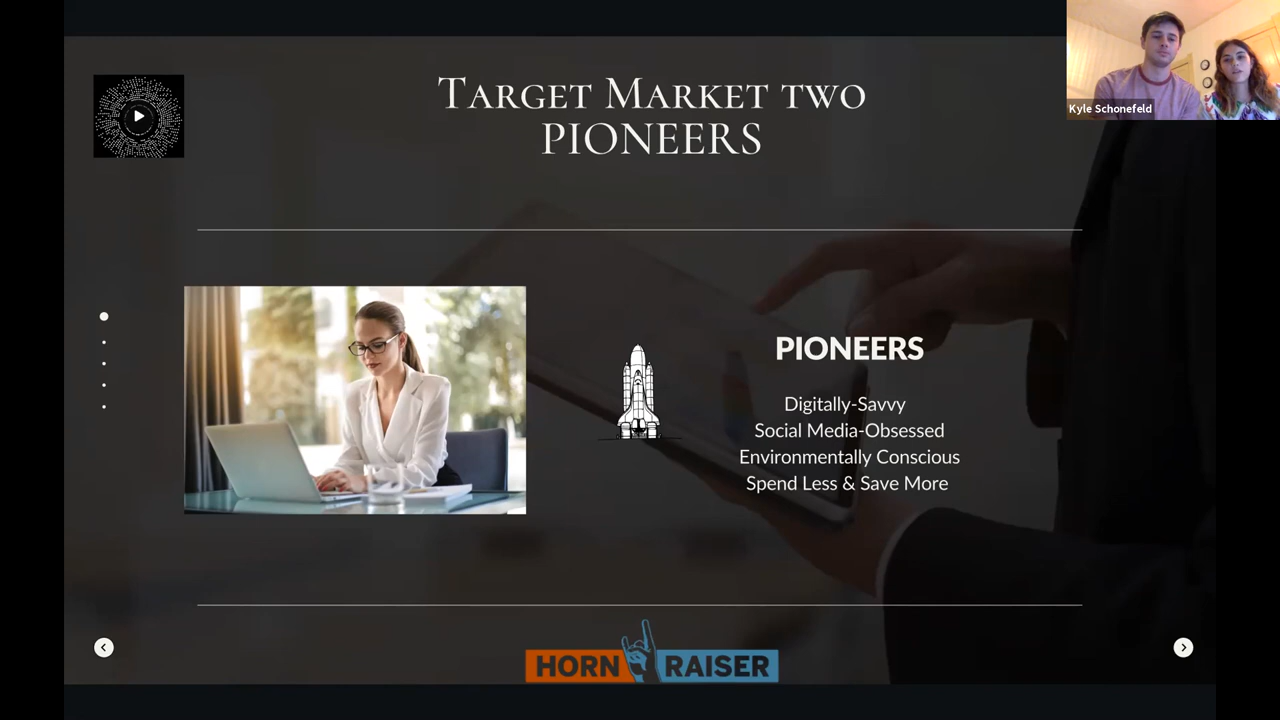 Target Market two
PIONEERS
Kyle Schonefeld
PIONEERS
Digitally-Savvy
Social Media-Obsessed
Environmentally Conscious
Spend Less & Save More
HORN RAISER